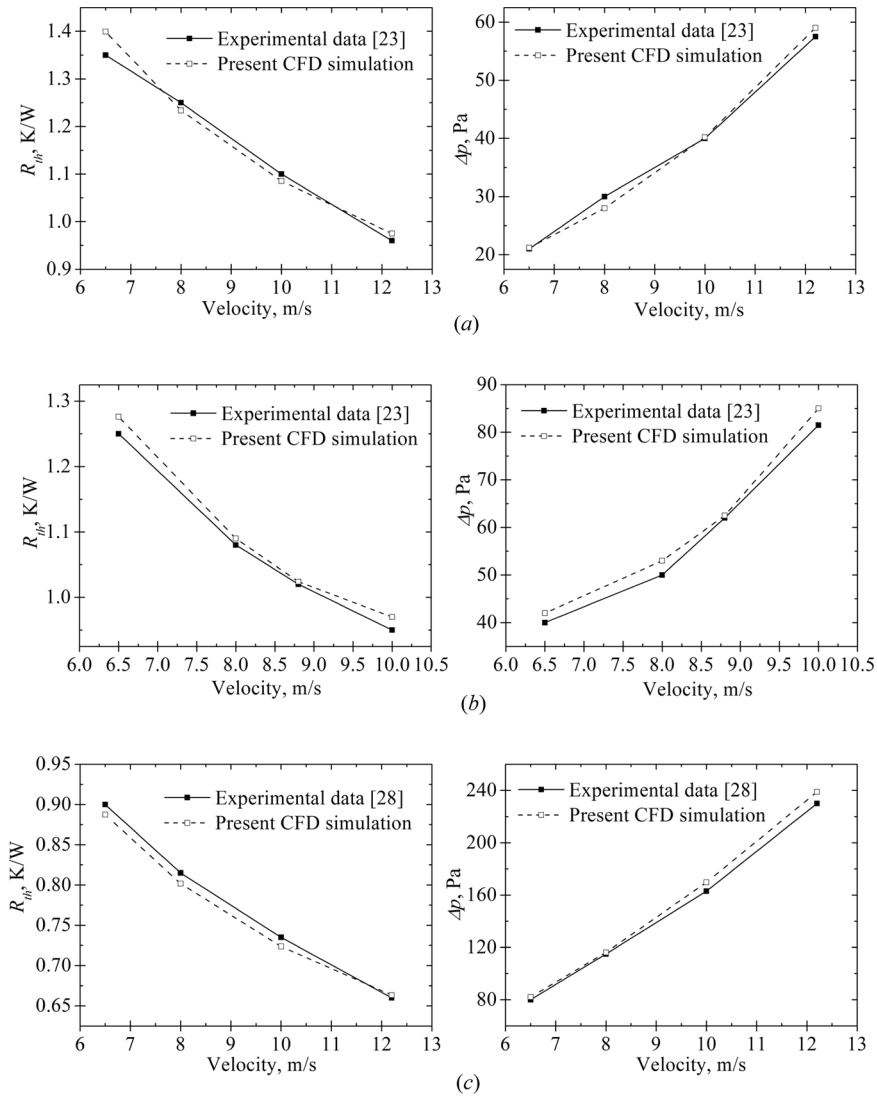 1.4
1.3
1.2
1.1
1.0
0.9
R_th, K/W
Experimental data [23]
Present CFD simulation
6 7 8 9 10 11 12 13
Velocity, m/s
60
50
40
30
20
Δp, Pa
Experimental data [23]
Present CFD simulation
6 7 8 9 10 11 12 13
Velocity, m/s
(a)
1.3
1.2
1.1
1.0
R_th, K/W
Experimental data [23]
Present CFD simulation
6.0 6.5 7.0 7.5 8.0 8.5 9.0 9.5 10.0 10.5
Velocity, m/s
90
80
70
60
50
40
Δp, Pa
Experimental data [23]
Present CFD simulation
6.0 6.5 7.0 7.5 8.0 8.5 9.0 9.5 10.0 10.5
Velocity, m/s
(b)
0.95
0.90
0.85
0.80
0.75
0.70
0.65
R_th, K/W
Experimental data [28]
Present CFD simulation
6 7 8 9 10 11 12 13
Velocity, m/s
240
200
160
120
80
Δp, Pa
Experimental data [28]
Present CFD simulation
6 7 8 9 10 11 12 13
Velocity, m/s
(c)